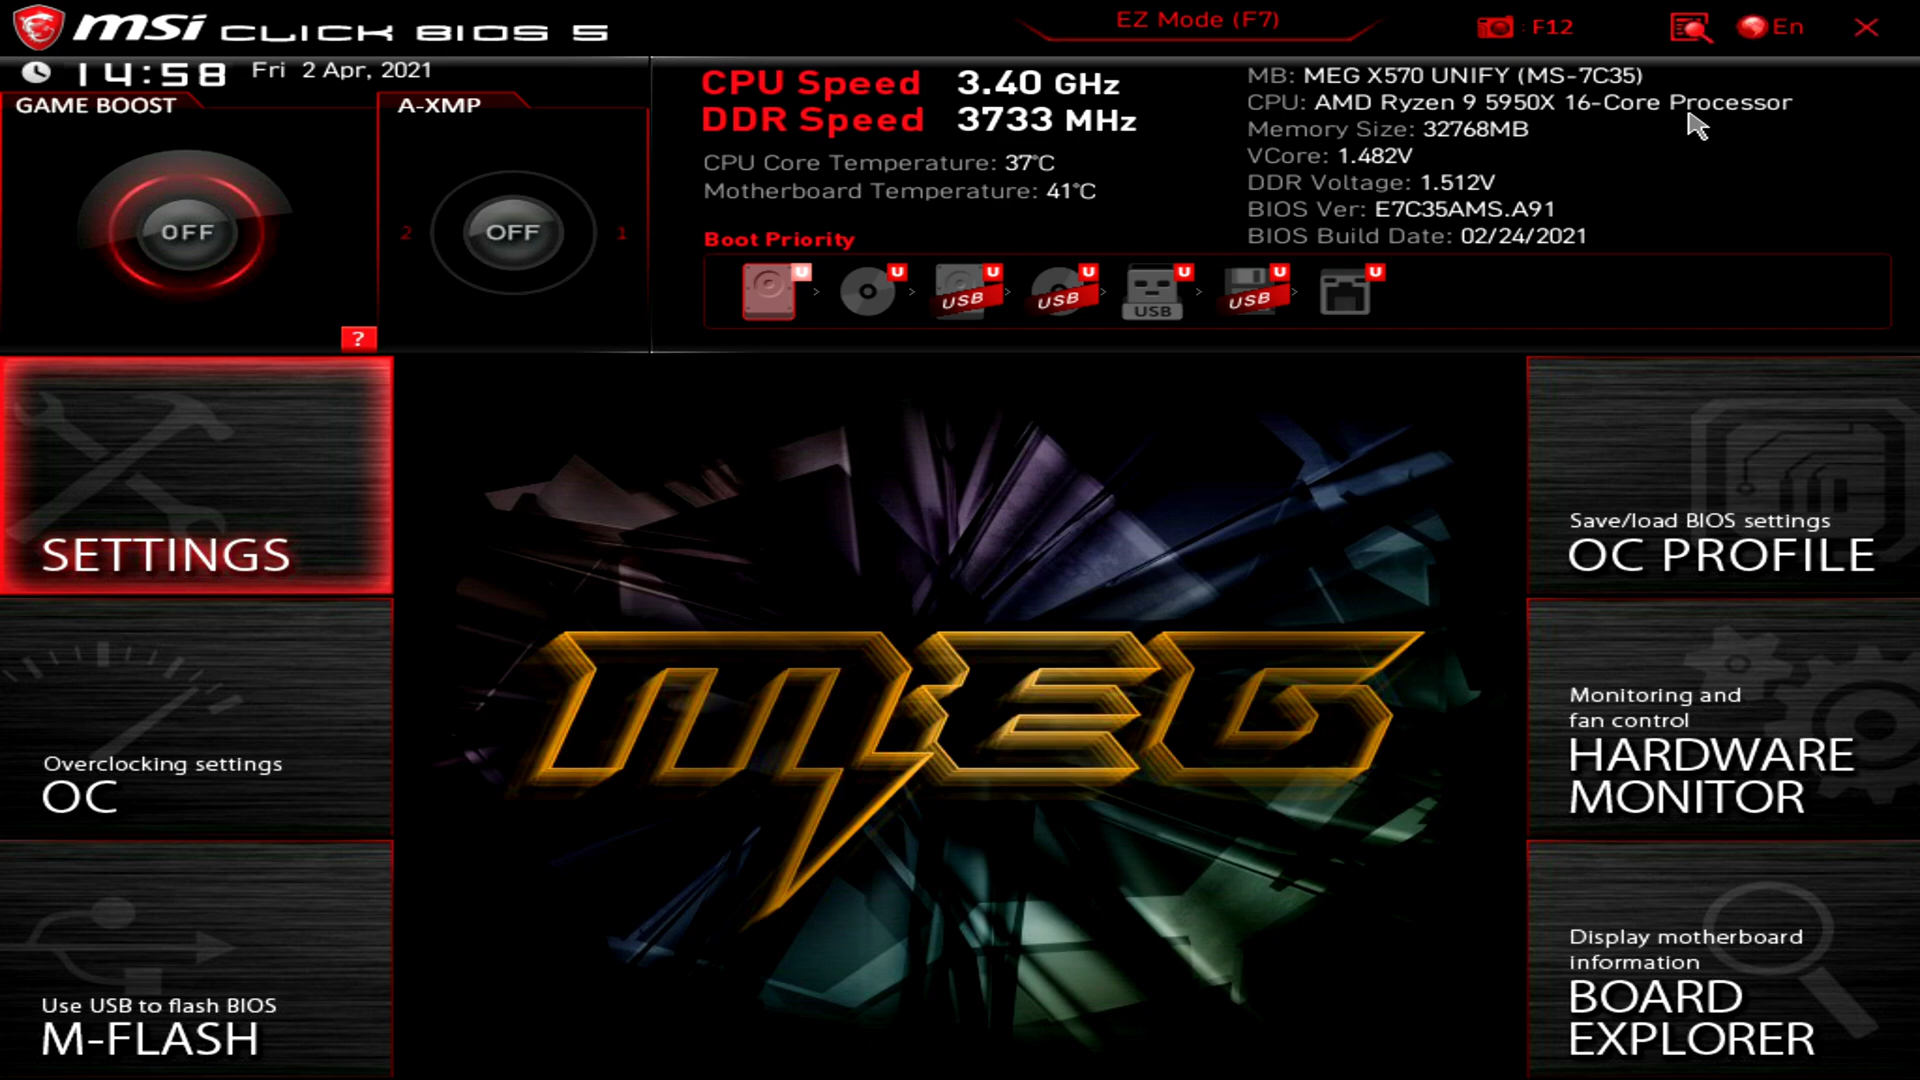 msi CLICK BIOS 5
EZ Mode (F7)
: F12
En
14:58 Fri 2 Apr, 2021
GAME BOOST
OFF
?
A-XMP
2 OFF 1
CPU Speed 3.40 GHz
DDR Speed 3733 MHz
CPU Core Temperature: 37°C
Motherboard Temperature: 41°C
MB: MEG X570 UNIFY (MS-7C35)
CPU: AMD Ryzen 9 5950X 16-Core Processor
Memory Size: 32768MB
VCore: 1.482V
DDR Voltage: 1.512V
BIOS Ver: E7C35AMS.A91
BIOS Build Date: 02/24/2021
Boot Priority
U > U > U > U > U > U > U
USB USB USB USB
SETTINGS
Overclocking settings
OC
Use USB to flash BIOS
M-FLASH
MEG
Save/load BIOS settings
OC PROFILE
Monitoring and
fan control
HARDWARE
MONITOR
Display motherboard
information
BOARD
EXPLORER